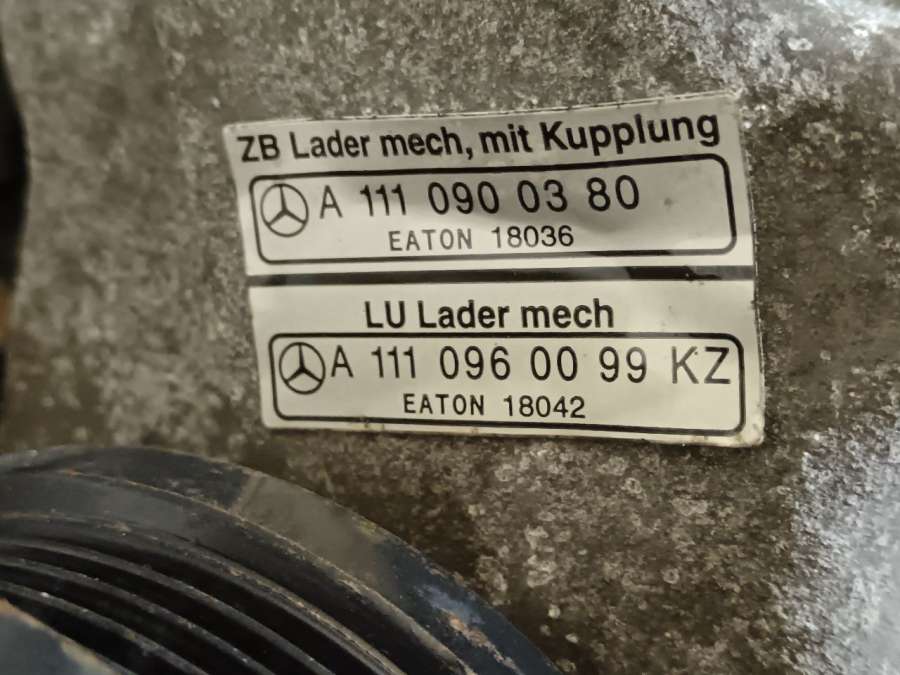 ZB Lader mech, mit Kupplung
A 111 090 03 80
EATON 18036
LU Lader mech
A 111 096 00 99 KZ
EATON 18042